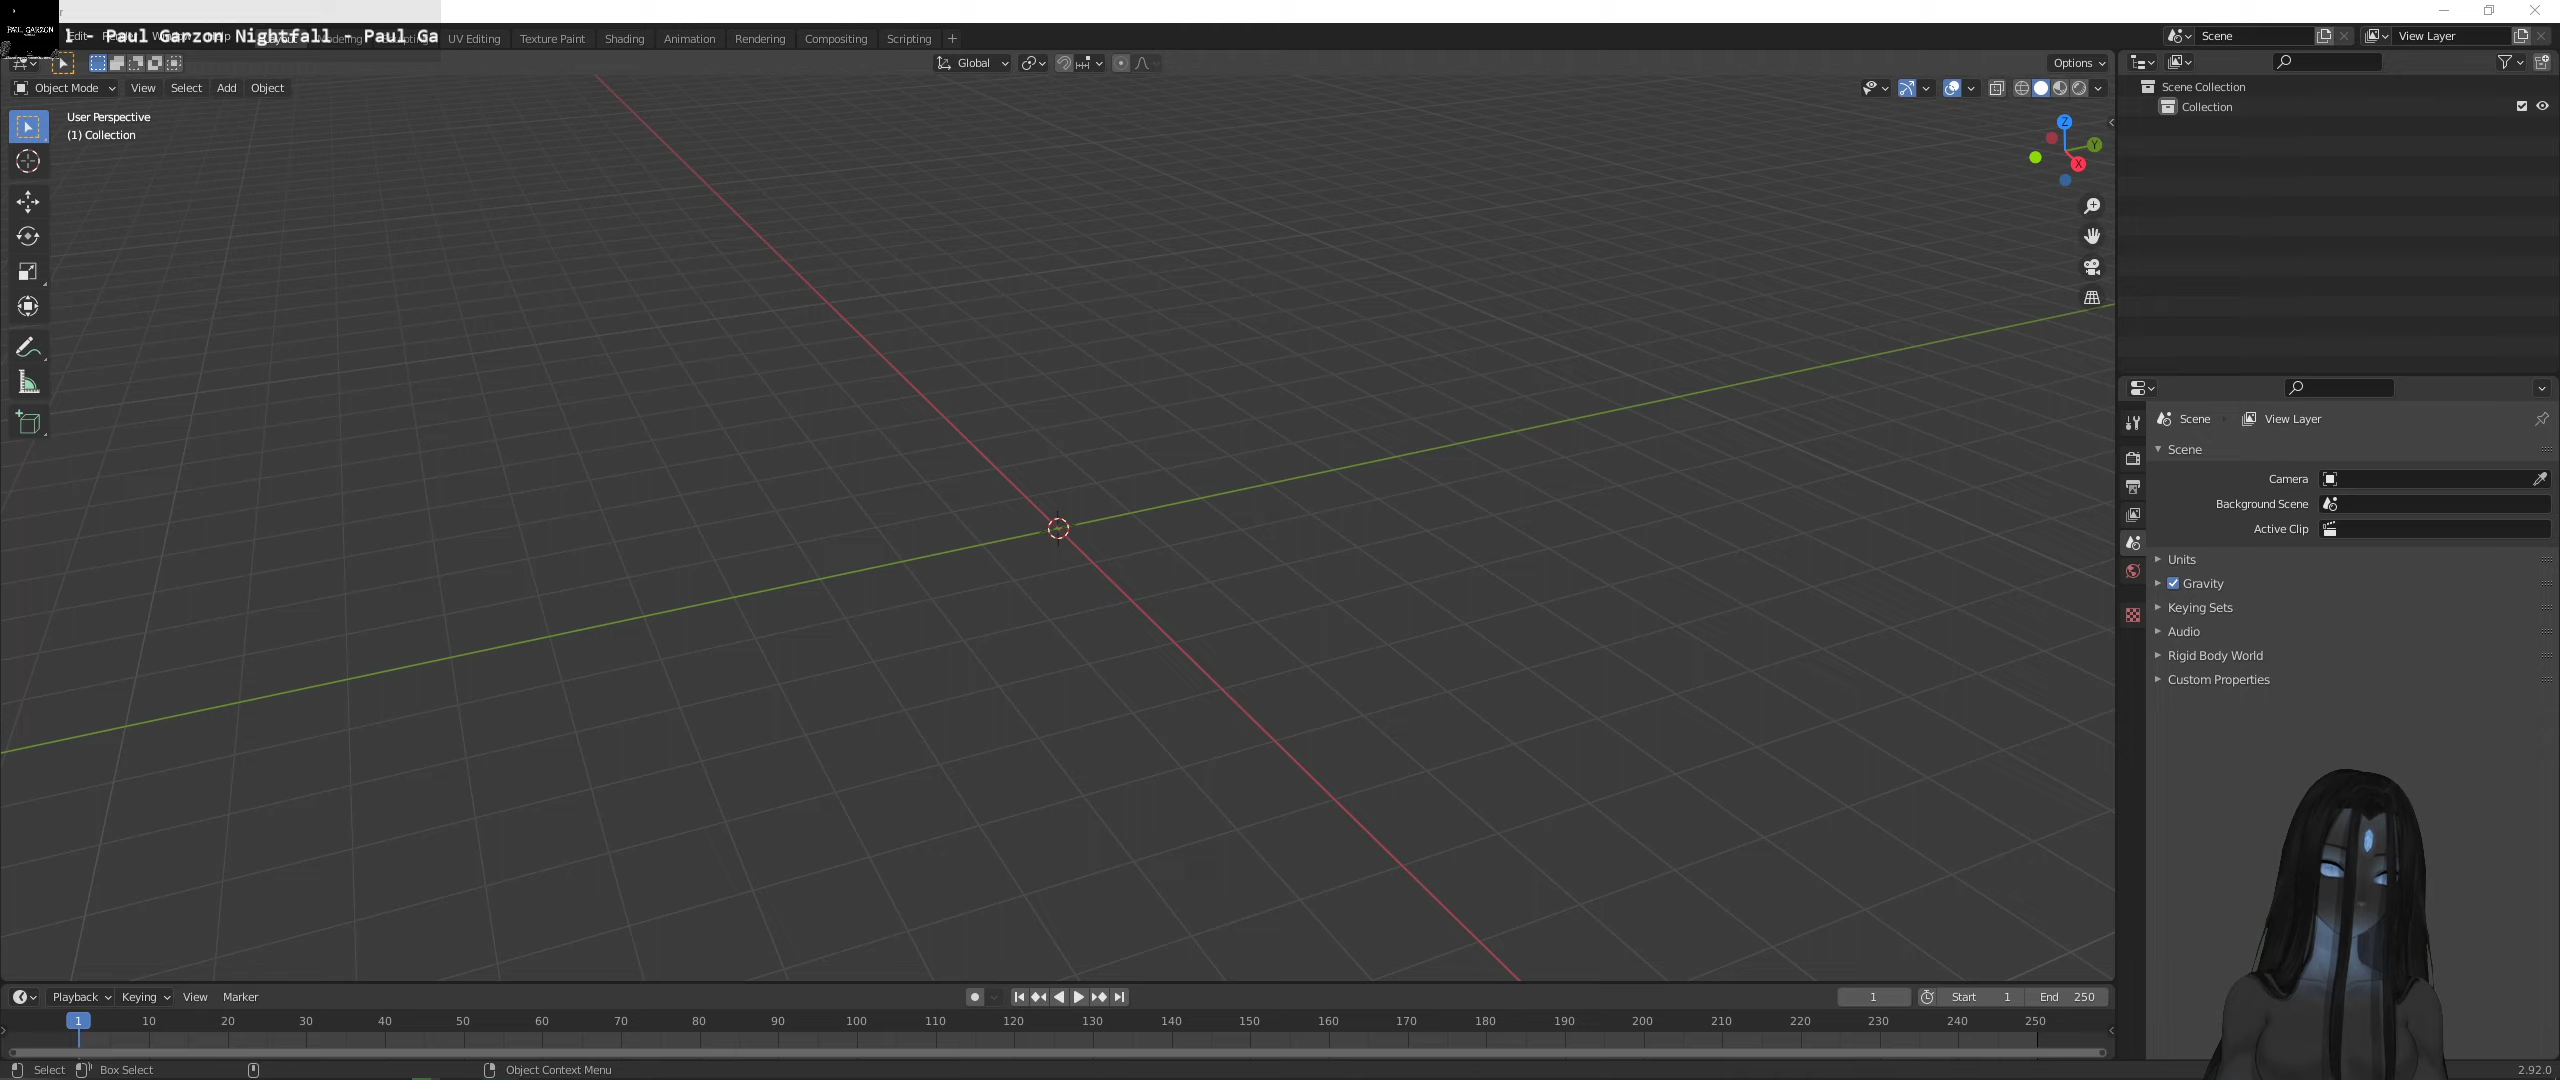 PAUL GARZON
l - Paul Garzon Nightfall - Paul Ga
UV Editing Texture Paint Shading Animation Rendering Compositing Scripting
Scene View Layer
Global Options
Object Mode View Select Add Object
User Perspective
(1) Collection
Z
Y
X
Scene Collection
Collection
Scene View Layer
Scene
Camera
Background Scene
Active Clip
Units
Gravity
Keying Sets
Audio
Rigid Body World
Custom Properties
Playback Keying View Marker 1 Start 1 End 250
1 10 20 30 40 50 60 70 80 90 100 110 120 130 140 150 160 170 180 190 200 210 220 230 240 250
Select Box Select Object Context Menu 2.92.0